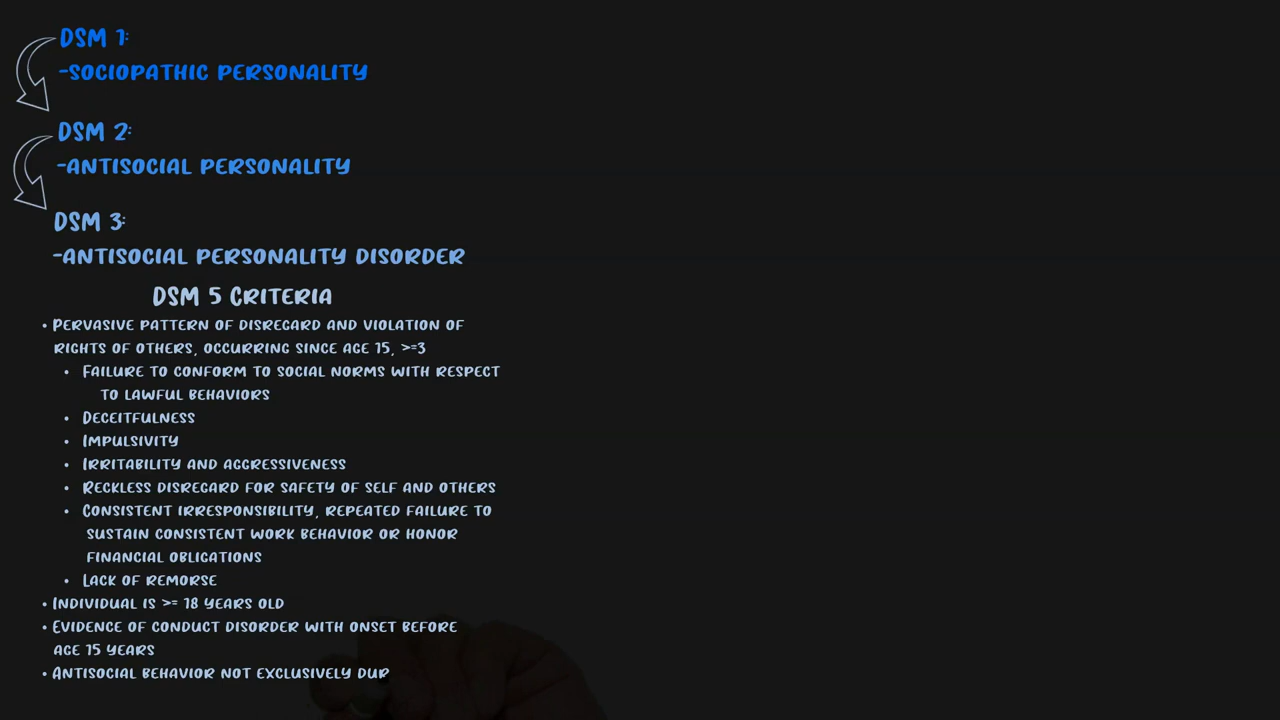 DSM 1:
-SOCIOPATHIC PERSONALITY
DSM 2:
-ANTISOCIAL PERSONALITY
DSM 3:
-ANTISOCIAL PERSONALITY DISORDER
DSM 5 CRITERIA
• PERVASIVE PATTERN OF DISREGARD AND VIOLATION OF
RIGHTS OF OTHERS, OCCURRING SINCE AGE 15, >=3
• FAILURE TO CONFORM TO SOCIAL NORMS WITH RESPECT
TO LAWFUL BEHAVIORS
• DECEITFULNESS
• IMPULSIVITY
• IRRITABILITY AND AGGRESSIVENESS
• RECKLESS DISREGARD FOR SAFETY OF SELF AND OTHERS
• CONSISTENT IRRESPONSIBILITY, REPEATED FAILURE TO
SUSTAIN CONSISTENT WORK BEHAVIOR OR HONOR
FINANCIAL OBLIGATIONS
• LACK OF REMORSE
• INDIVIDUAL IS >= 18 YEARS OLD
• EVIDENCE OF CONDUCT DISORDER WITH ONSET BEFORE
AGE 15 YEARS
• ANTISOCIAL BEHAVIOR NOT EXCLUSIVELY DUR